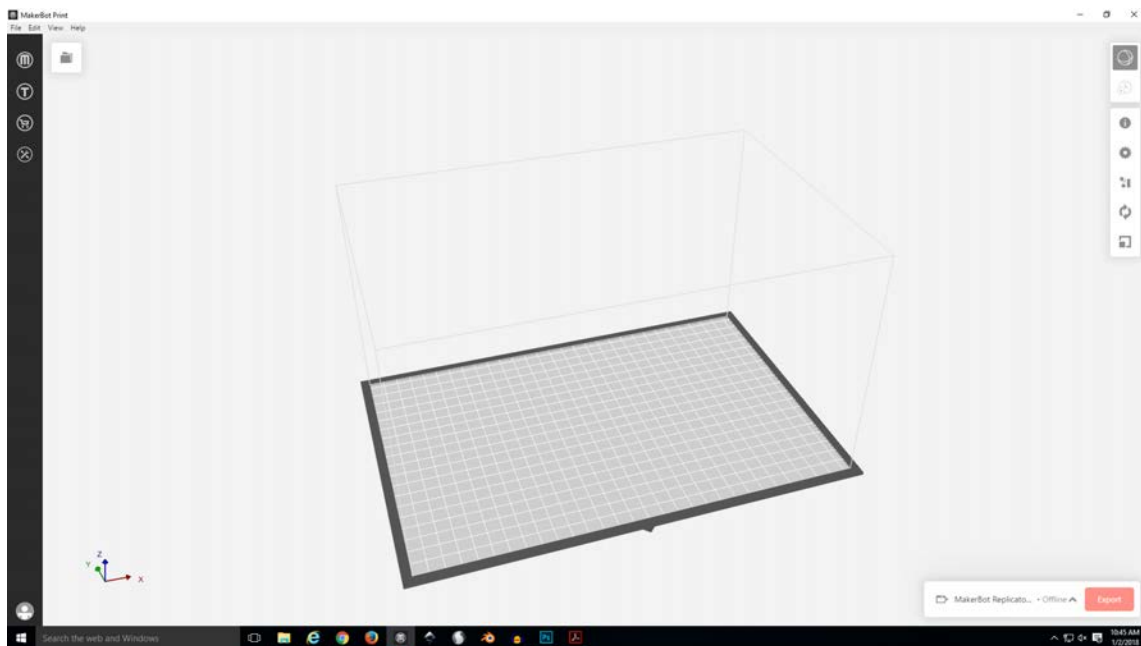 MakerBot Print
File Edit View Help
Z
Y
X
MakerBot Replicato... - Offline
Export
Search the web and Windows
10:45 AM
1/2/2018